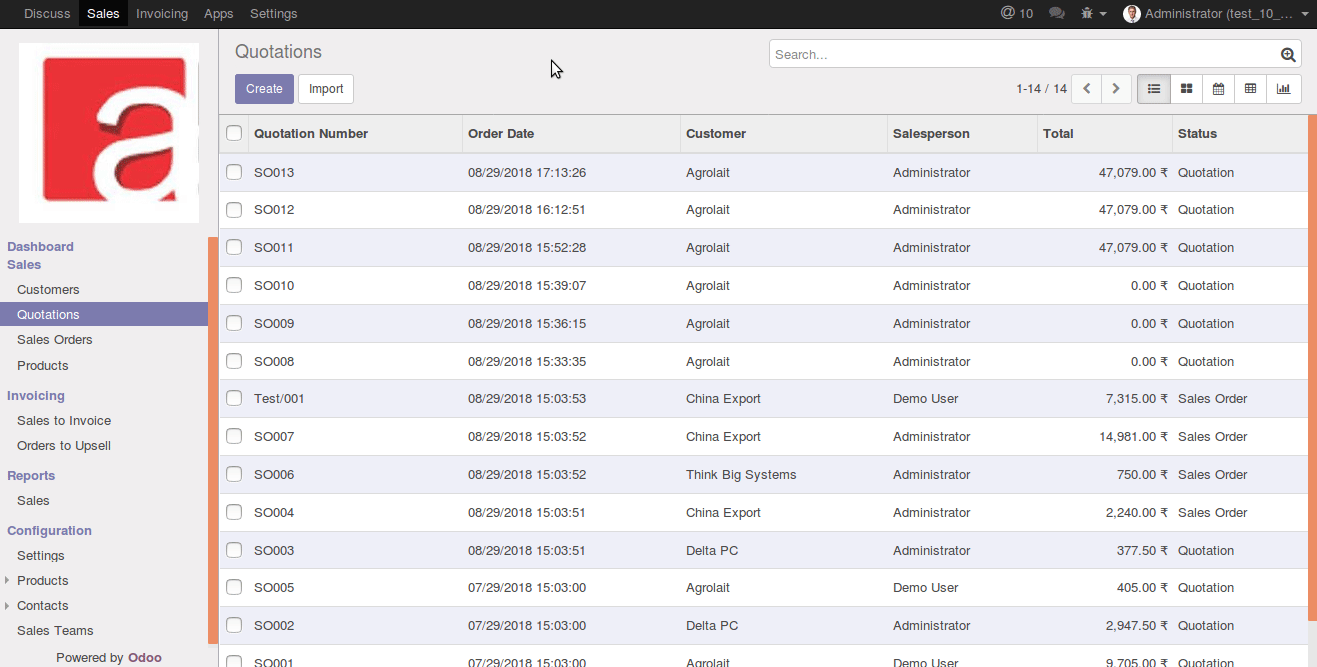 Discuss Sales Invoicing Apps Settings @ 10 Administrator (test_10_...
a
Quotations Search...
Create Import 1-14 / 14
Dashboard
Sales
Customers
Quotations
Sales Orders
Products
Invoicing
Sales to Invoice
Orders to Upsell
Reports
Sales
Configuration
Settings
Products
Contacts
Sales Teams
Powered by Odoo
Quotation Number Order Date Customer Salesperson Total Status
SO013 08/29/2018 17:13:26 Agrolait Administrator 47,079.00 ₹ Quotation
SO012 08/29/2018 16:12:51 Agrolait Administrator 47,079.00 ₹ Quotation
SO011 08/29/2018 15:52:28 Agrolait Administrator 47,079.00 ₹ Quotation
SO010 08/29/2018 15:39:07 Agrolait Administrator 0.00 ₹ Quotation
SO009 08/29/2018 15:36:15 Agrolait Administrator 0.00 ₹ Quotation
SO008 08/29/2018 15:33:35 Agrolait Administrator 0.00 ₹ Quotation
Test/001 08/29/2018 15:03:53 China Export Demo User 7,315.00 ₹ Sales Order
SO007 08/29/2018 15:03:52 China Export Administrator 14,981.00 ₹ Sales Order
SO006 08/29/2018 15:03:52 Think Big Systems Administrator 750.00 ₹ Sales Order
SO004 08/29/2018 15:03:51 China Export Administrator 2,240.00 ₹ Sales Order
SO003 08/29/2018 15:03:51 Delta PC Administrator 377.50 ₹ Quotation
SO005 07/29/2018 15:03:00 Agrolait Demo User 405.00 ₹ Quotation
SO002 07/29/2018 15:03:00 Delta PC Administrator 2,947.50 ₹ Quotation
SO001 07/29/2018 15:03:00 Agrolait Demo User 9,705.00 ₹ Quotation